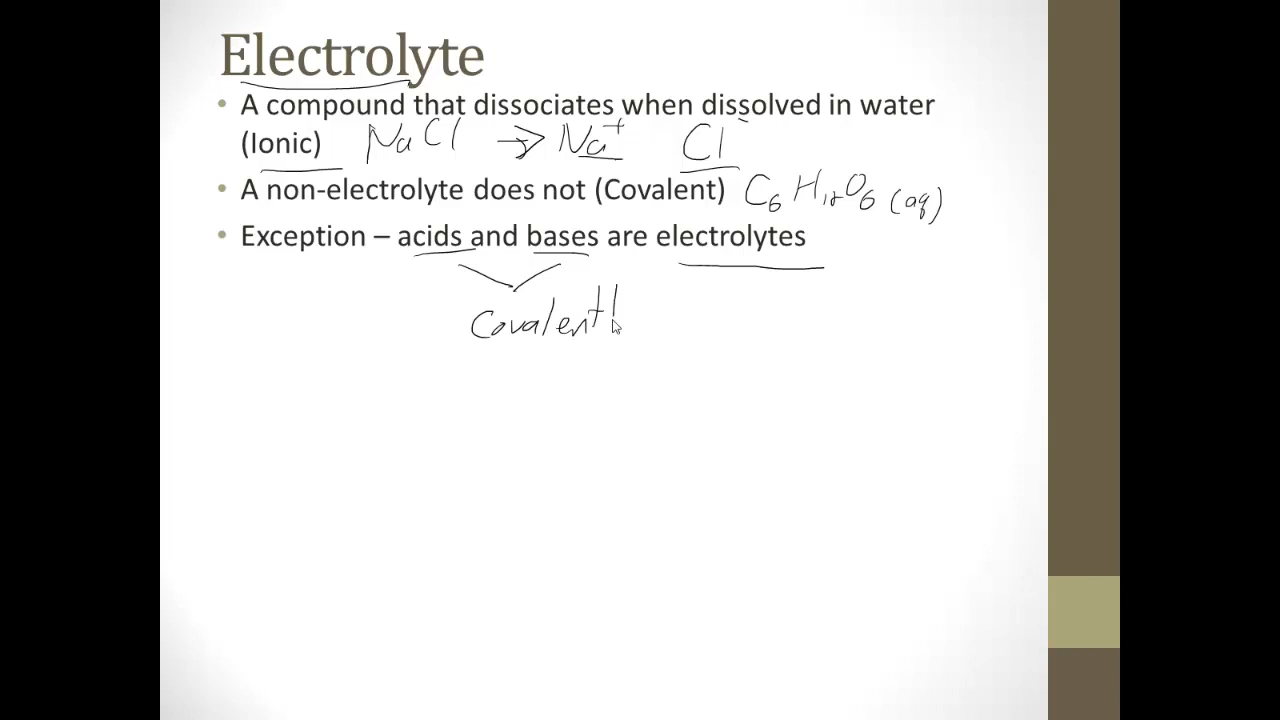 Electrolyte
• A compound that dissociates when dissolved in water
(Ionic) NaCl → Na⁺ Cl⁻
• A non-electrolyte does not (Covalent) C₆H₁₂O₆ (aq)
• Exception – acids and bases are electrolytes
Covalent!